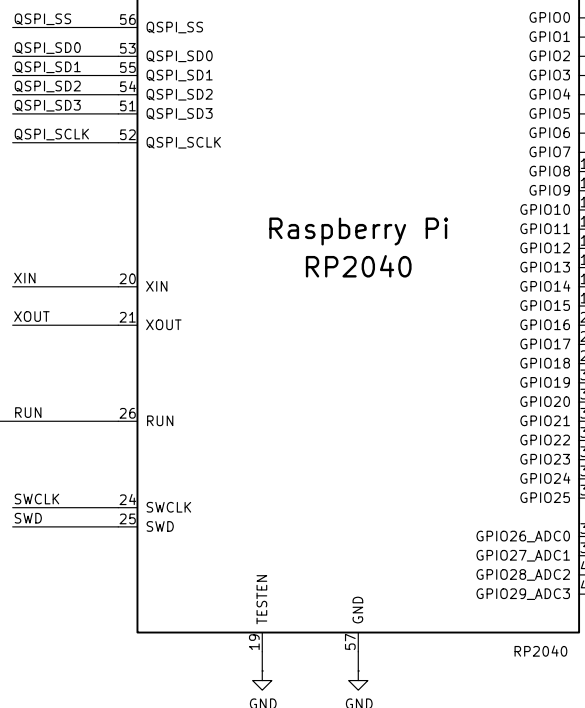 QSPI_SS 56 QSPI_SS
QSPI_SD0 53 QSPI_SD0
QSPI_SD1 55 QSPI_SD1
QSPI_SD2 54 QSPI_SD2
QSPI_SD3 51 QSPI_SD3
QSPI_SCLK 52 QSPI_SCLK
Raspberry Pi
RP2040
XIN 20 XIN
XOUT 21 XOUT
RUN 26 RUN
SWCLK 24 SWCLK
SWD 25 SWD
GPIO0
GPIO1
GPIO2
GPIO3
GPIO4
GPIO5
GPIO6
GPIO7
GPIO8
GPIO9
GPIO10
GPIO11
GPIO12
GPIO13
GPIO14
GPIO15
GPIO16
GPIO17
GPIO18
GPIO19
GPIO20
GPIO21
GPIO22
GPIO23
GPIO24
GPIO25
GPIO26_ADC0
GPIO27_ADC1
GPIO28_ADC2
GPIO29_ADC3
TESTEN
19
GND
57
RP2040
GND
GND